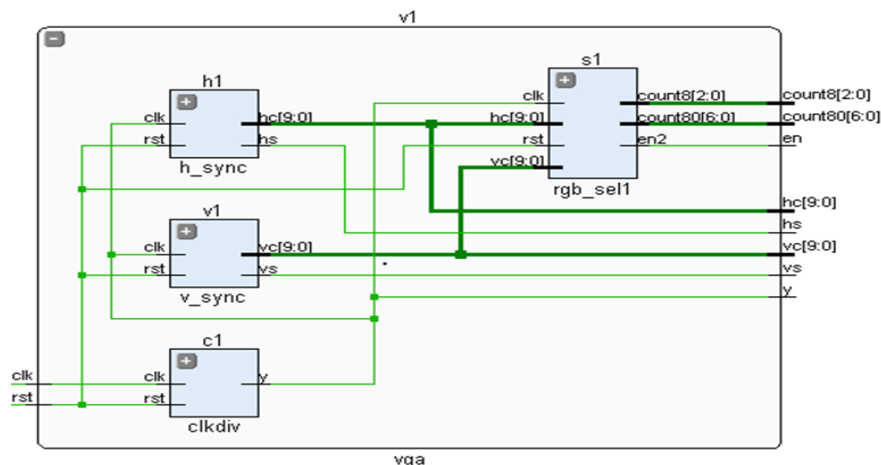 v1
h1
clk
rst
hc[9:0]
hs
h_sync
v1
clk
rst
vc[9:0]
vs
v_sync
c1
clk
rst
y
clkdiv
clk
rst
s1
clk
hc[9:0]
rst
vc[9:0]
count8[2:0]
count80[6:0]
en2
rgb_sel1
count8[2:0]
count80[6:0]
en
hc[9:0]
hs
vc[9:0]
vs
y
vga